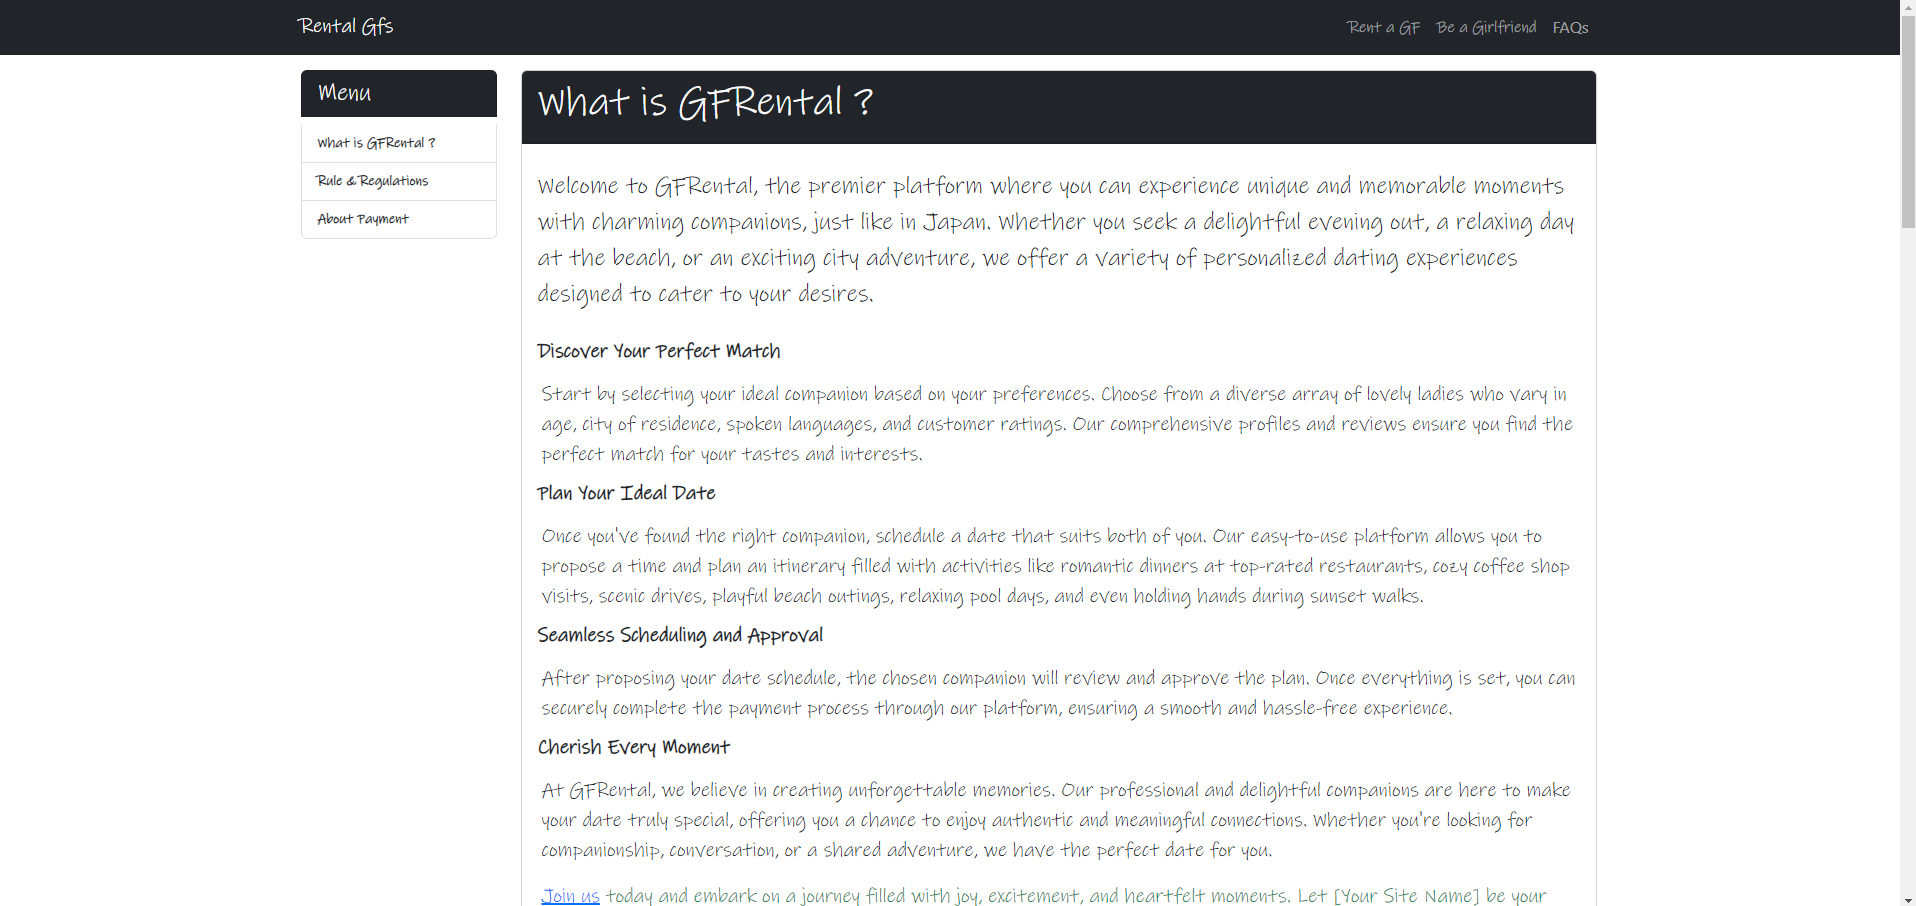 Rental Gfs
Rent a GF
Be a Girlfriend
FAQs
Menu
What is GFRental ?
Rule & Regulations
About Payment
What is GFRental ?
Welcome to GFRental, the premier platform where you can experience unique and memorable moments
with charming companions, just like in Japan. Whether you seek a delightful evening out, a relaxing day
at the beach, or an exciting city adventure, we offer a variety of personalized dating experiences
designed to cater to your desires.
Discover Your Perfect Match
Start by selecting your ideal companion based on your preferences. Choose from a diverse array of lovely ladies who vary in
age, city of residence, spoken languages, and customer ratings. Our comprehensive profiles and reviews ensure you find the
perfect match for your tastes and interests.
Plan Your Ideal Date
Once you've found the right companion, schedule a date that suits both of you. Our easy-to-use platform allows you to
propose a time and plan an itinerary filled with activities like romantic dinners at top-rated restaurants, cozy coffee shop
visits, scenic drives, playful beach outings, relaxing pool days, and even holding hands during sunset walks.
Seamless Scheduling and Approval
After proposing your date schedule, the chosen companion will review and approve the plan. Once everything is set, you can
securely complete the payment process through our platform, ensuring a smooth and hassle-free experience.
Cherish Every Moment
At GFRental, we believe in creating unforgettable memories. Our professional and delightful companions are here to make
your date truly special, offering you a chance to enjoy authentic and meaningful connections. Whether you're looking for
companionship, conversation, or a shared adventure, we have the perfect date for you.
Join us today and embark on a journey filled with joy, excitement, and heartfelt moments. Let [Your Site Name] be your